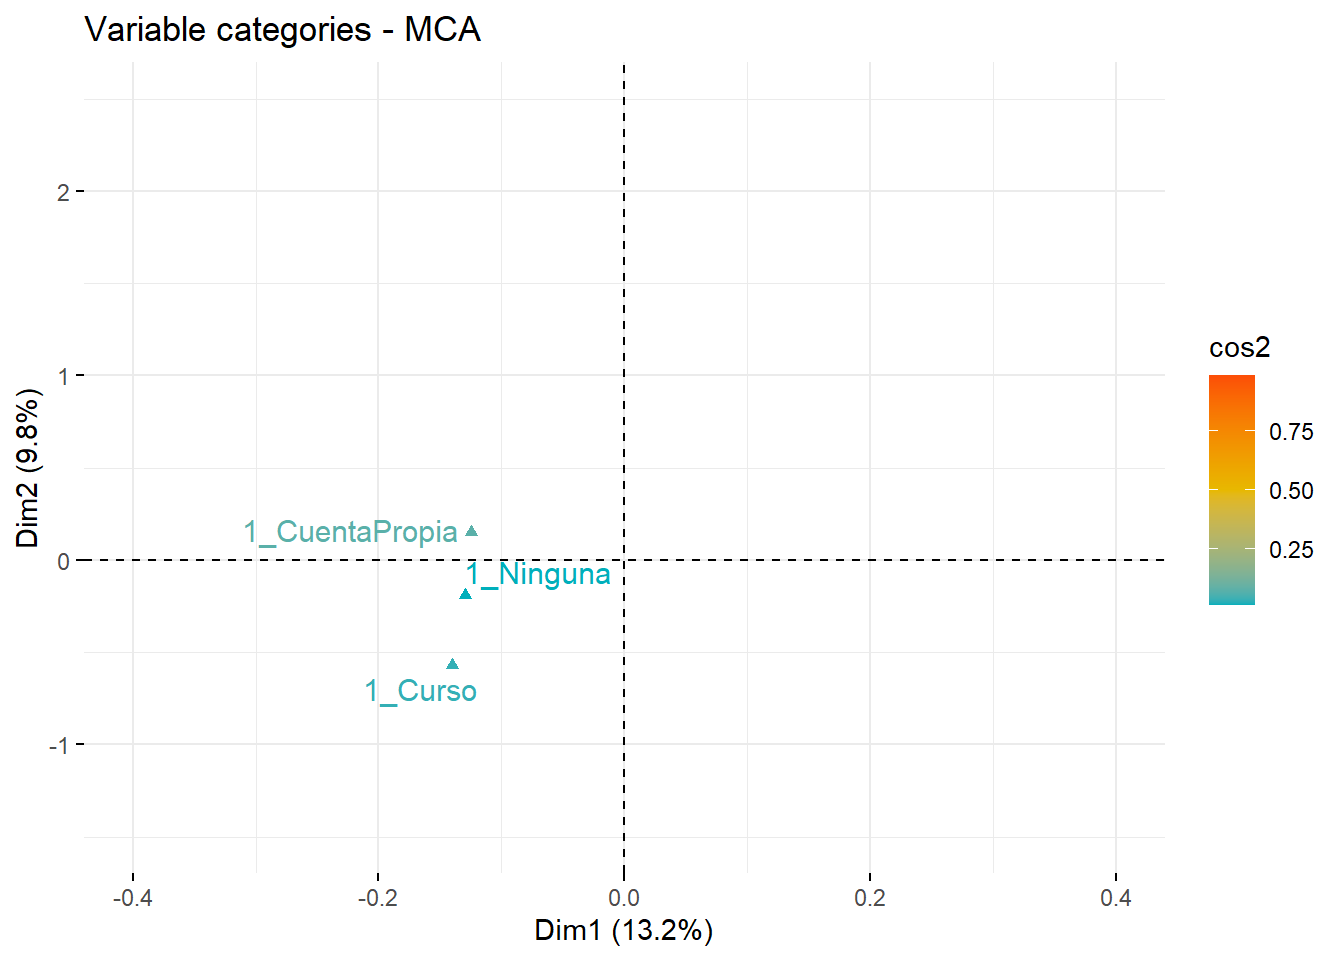 Variable categories - MCA
2
1
0
-1
Dim2 (9.8%)
1_CuentaPropia
1_Ninguna
1_Curso
-0.4
-0.2
0.0
0.2
0.4
Dim1 (13.2%)
cos2
0.75
0.50
0.25